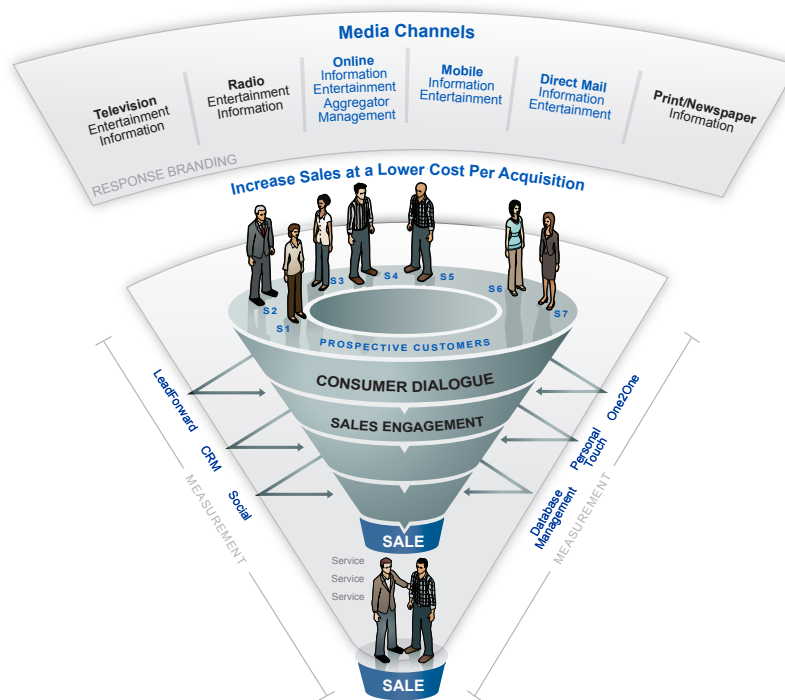 Media Channels
Television
Entertainment
Information
Radio
Entertainment
Information
Online
Information
Entertainment
Aggregator
Management
Mobile
Information
Entertainment
Direct Mail
Information
Entertainment
Print/Newspaper
Information
RESPONSE BRANDING
Increase Sales at a Lower Cost Per Acquisition
S1
S2
S3
S4
S5
S6
S7
PROSPECTIVE CUSTOMERS
CONSUMER DIALOGUE
SALES ENGAGEMENT
LeadForward
CRM
Social
MEASUREMENT
One2One
Personal
Touch
Database
Management
MEASUREMENT
SALE
Service
Service
Service
SALE